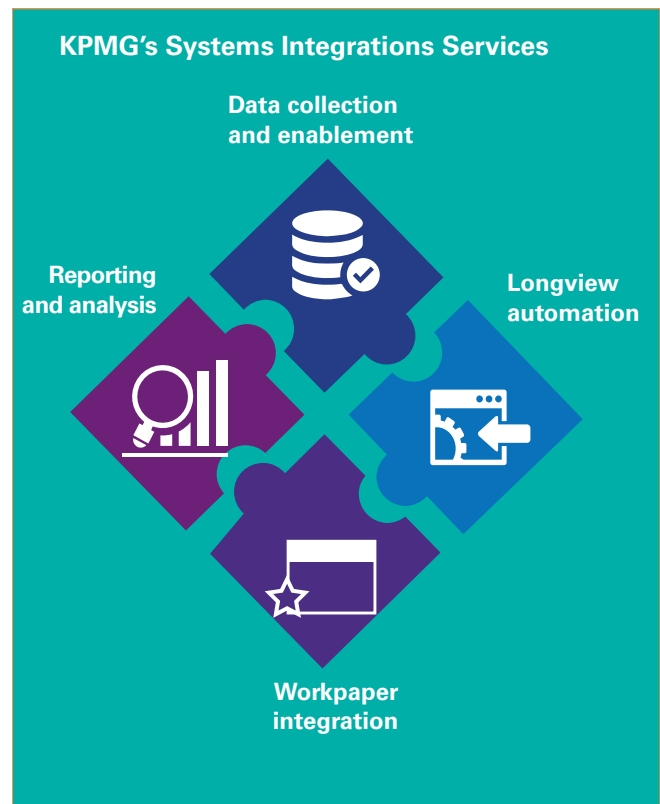 KPMG’s Systems Integrations Services
Data collection
and enablement
Reporting
and analysis
Longview
automation
Workpaper
integration